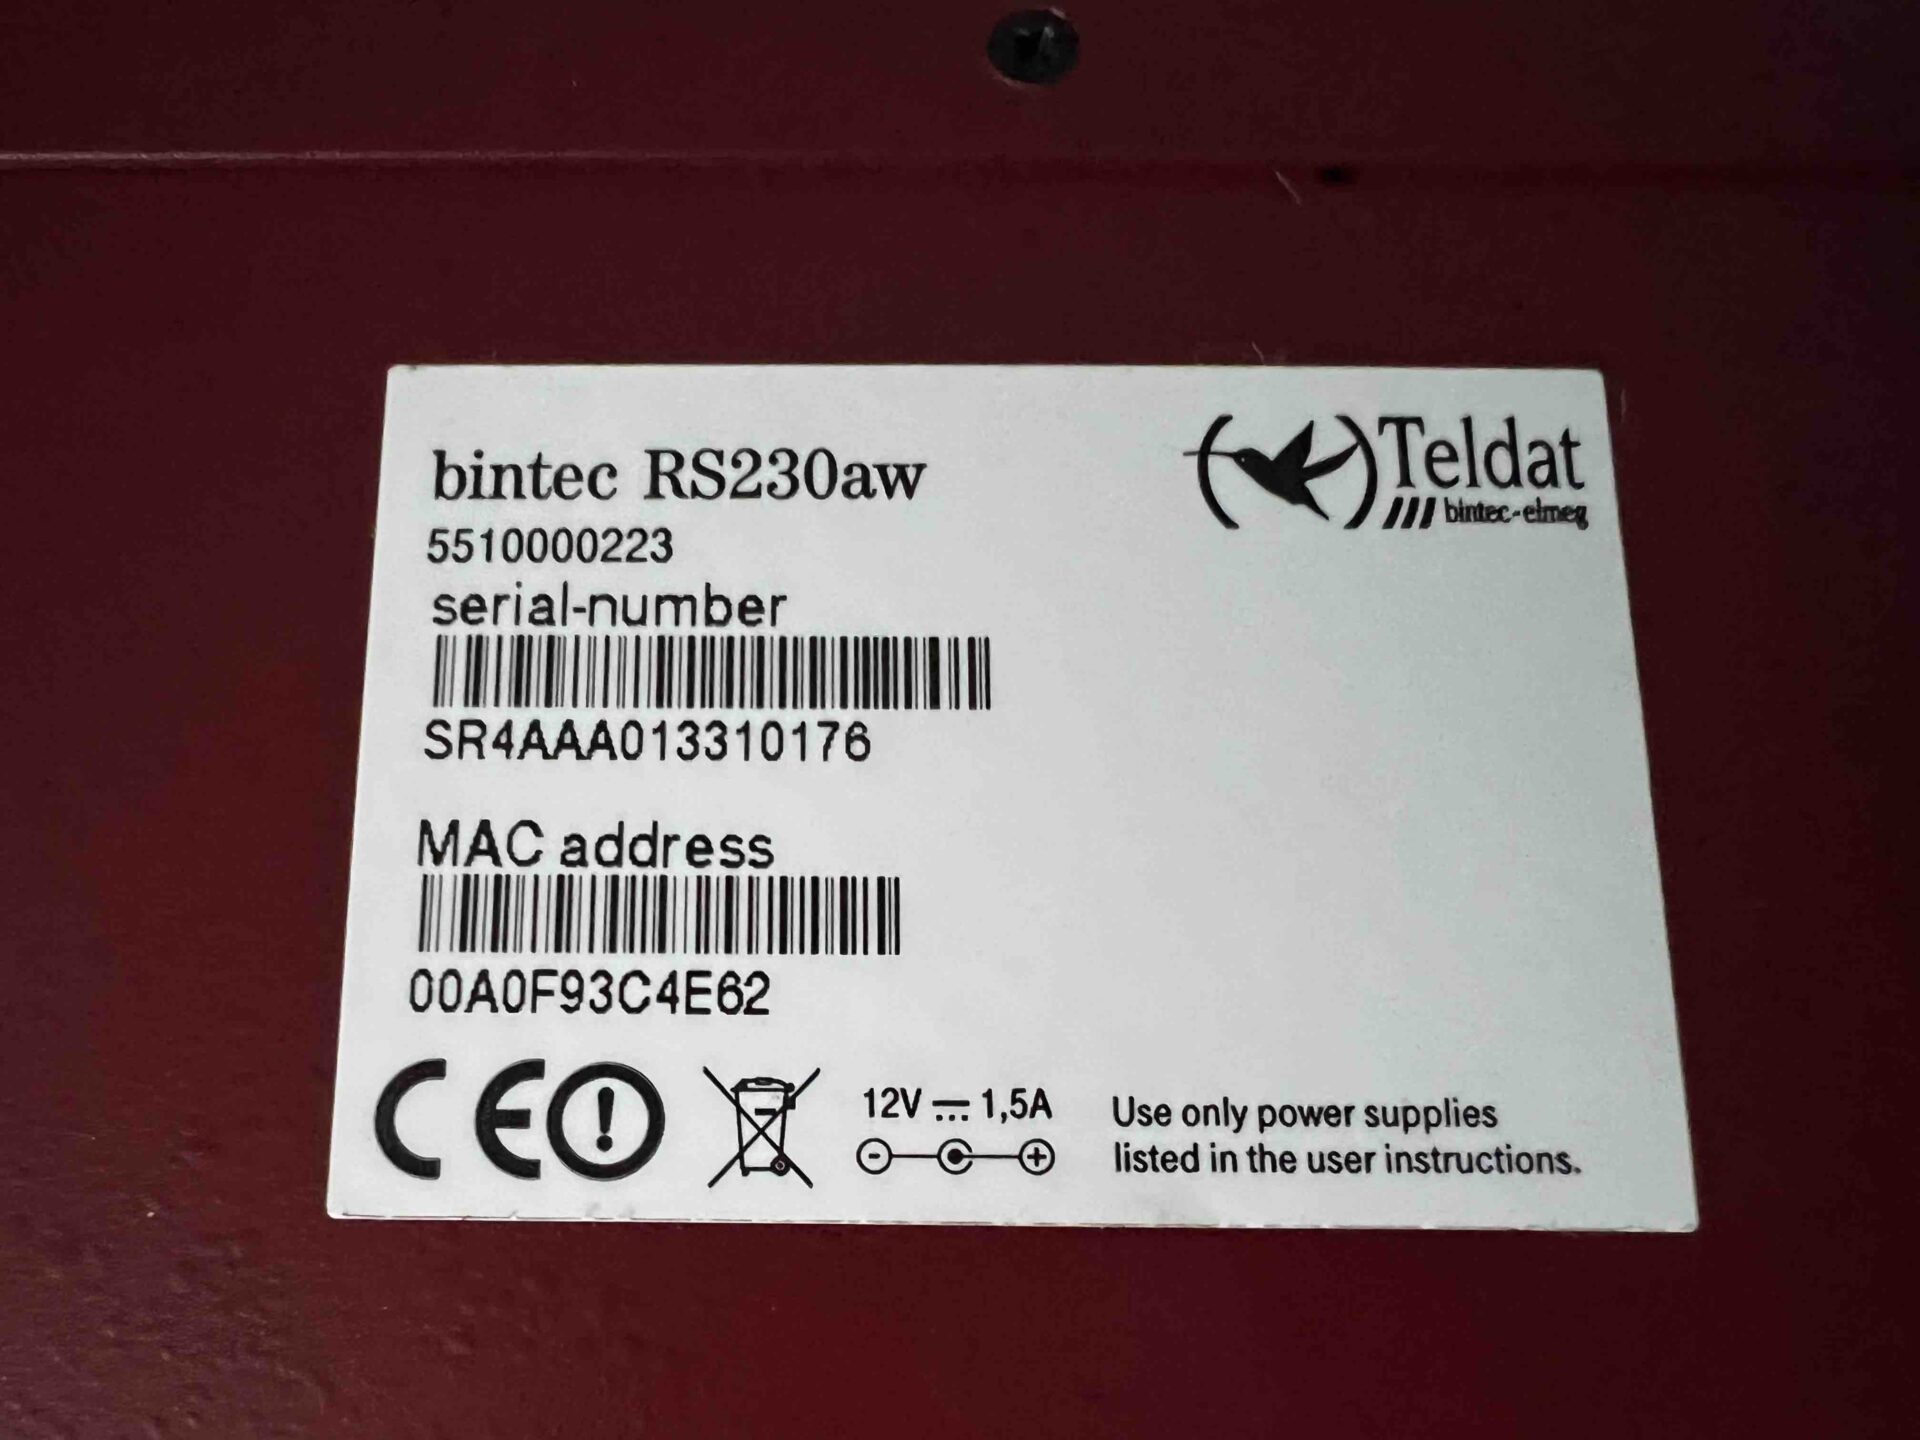 bintec RS230aw
Teldat
bintec-elmeg
5510000223
serial-number
SR4AAA013310176
MAC address
00A0F93C4E62
CE
12V 1,5A
- +
Use only power supplies
listed in the user instructions.